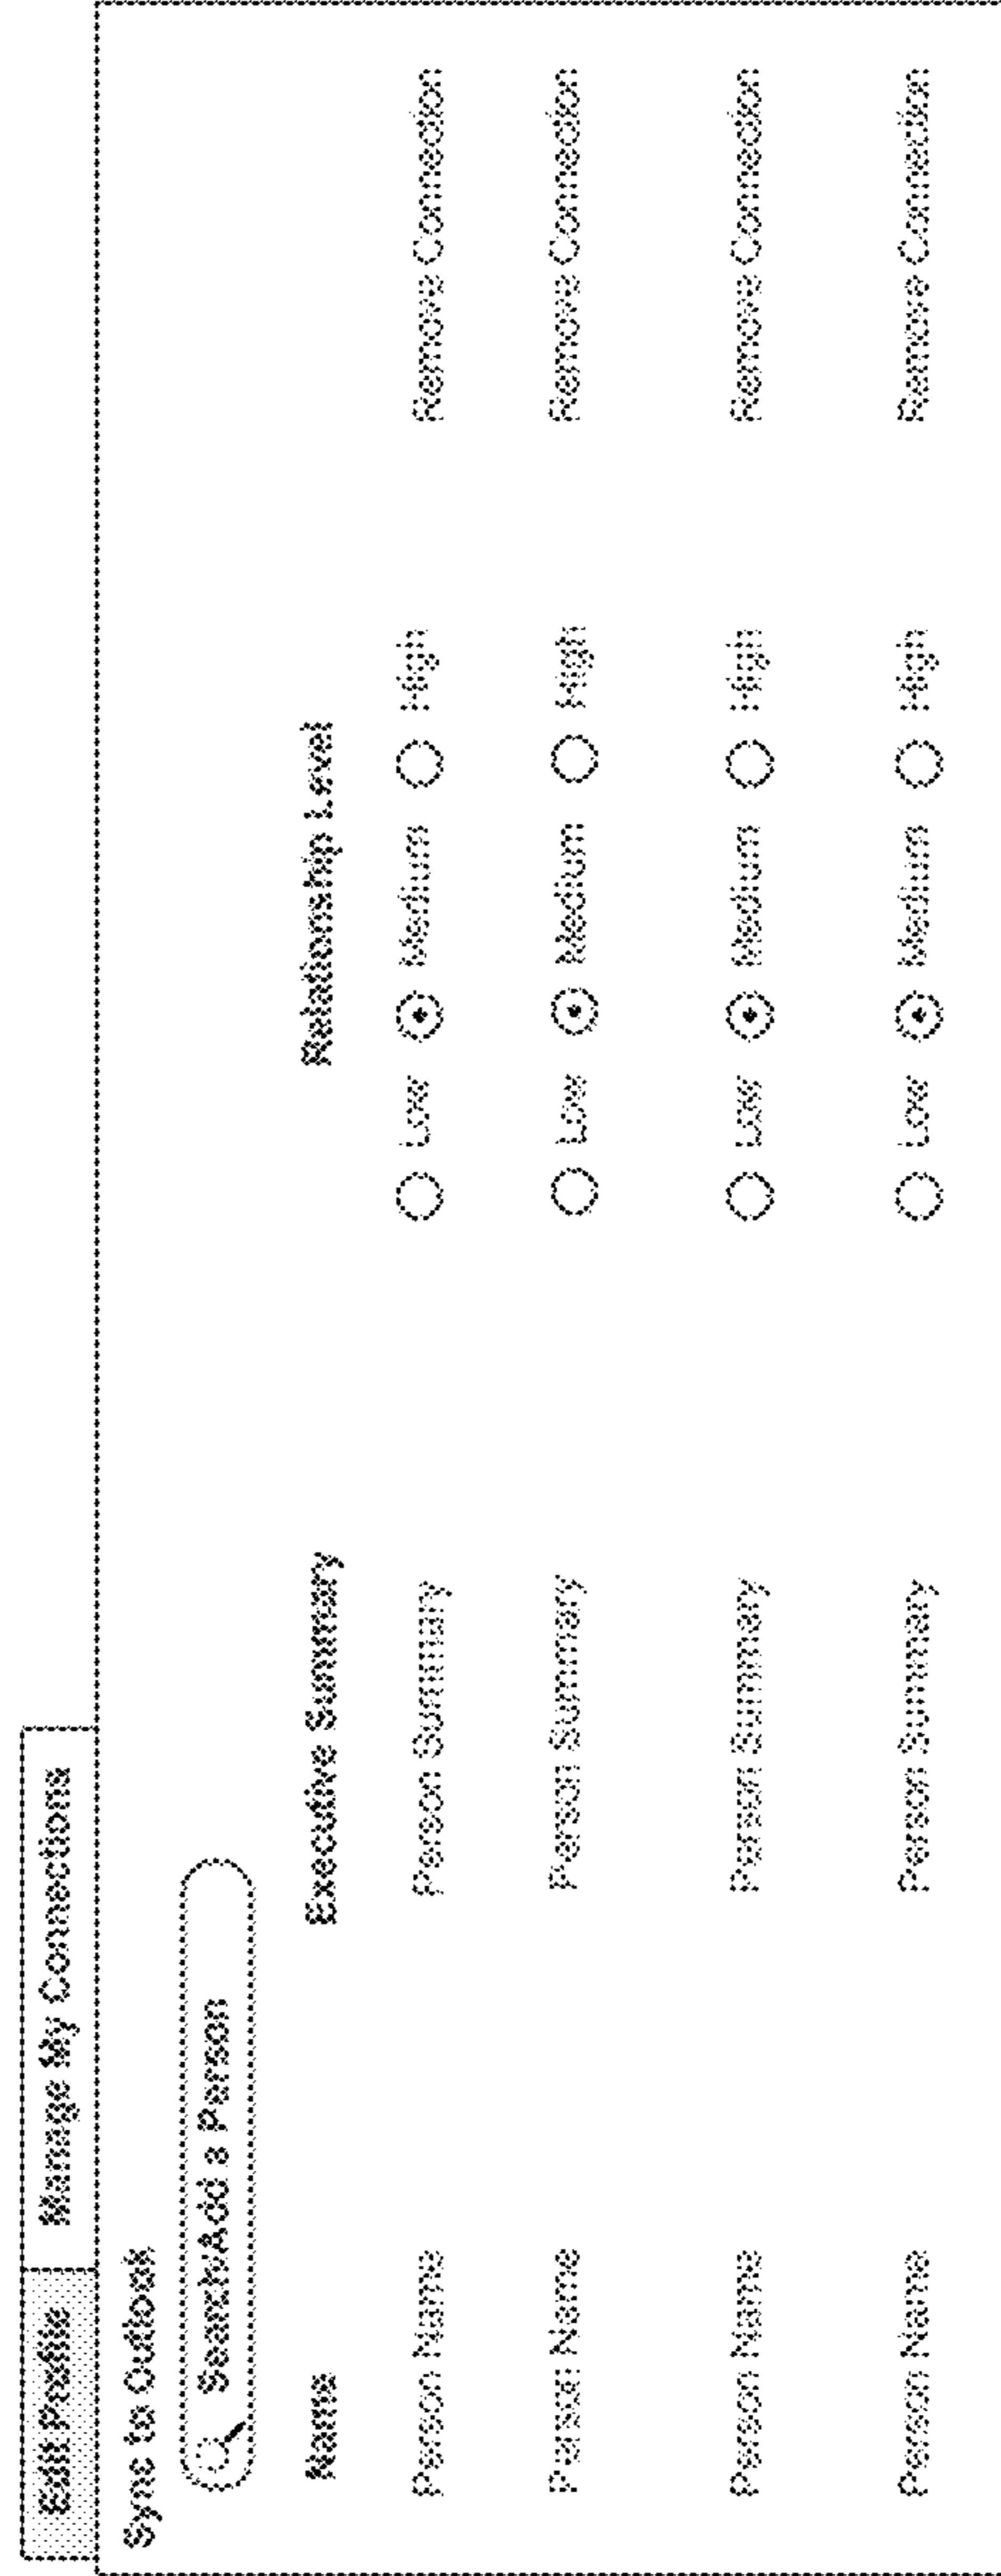 Edit Profile Manage My Connections
Sync to Outlook
Search/Add a Person
Name Executive Summary Relationship Level
Person Name Person Summary Low Medium High Remove Connection
Person Name Person Summary Low Medium High Remove Connection
Person Name Person Summary Low Medium High Remove Connection
Person Name Person Summary Low Medium High Remove Connection